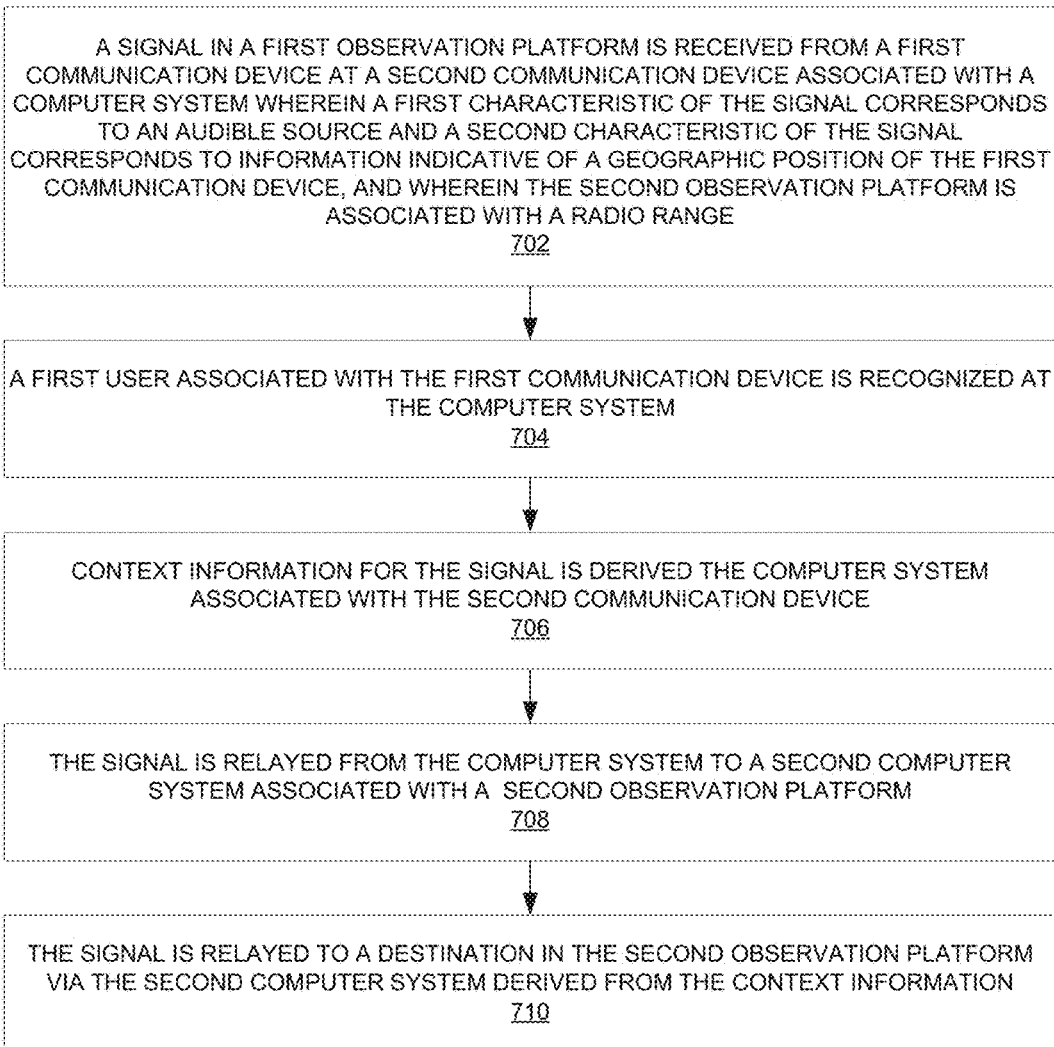 A SIGNAL IN A FIRST OBSERVATION PLATFORM IS RECEIVED FROM A FIRST
COMMUNICATION DEVICE AT A SECOND COMMUNICATION DEVICE ASSOCIATED WITH A
COMPUTER SYSTEM WHEREIN A FIRST CHARACTERISTIC OF THE SIGNAL CORRESPONDS
TO AN AUDIBLE SOURCE AND A SECOND CHARACTERISTIC OF THE SIGNAL
CORRESPONDS TO INFORMATION INDICATIVE OF A GEOGRAPHIC POSITION OF THE FIRST
COMMUNICATION DEVICE, AND WHEREIN THE SECOND OBSERVATION PLATFORM IS
ASSOCIATED WITH A RADIO RANGE
702
A FIRST USER ASSOCIATED WITH THE FIRST COMMUNICATION DEVICE IS RECOGNIZED AT
THE COMPUTER SYSTEM
704
CONTEXT INFORMATION FOR THE SIGNAL IS DERIVED THE COMPUTER SYSTEM
ASSOCIATED WITH THE SECOND COMMUNICATION DEVICE
706
THE SIGNAL IS RELAYED FROM THE COMPUTER SYSTEM TO A SECOND COMPUTER
SYSTEM ASSOCIATED WITH A SECOND OBSERVATION PLATFORM
708
THE SIGNAL IS RELAYED TO A DESTINATION IN THE SECOND OBSERVATION PLATFORM
VIA THE SECOND COMPUTER SYSTEM DERIVED FROM THE CONTEXT INFORMATION
710